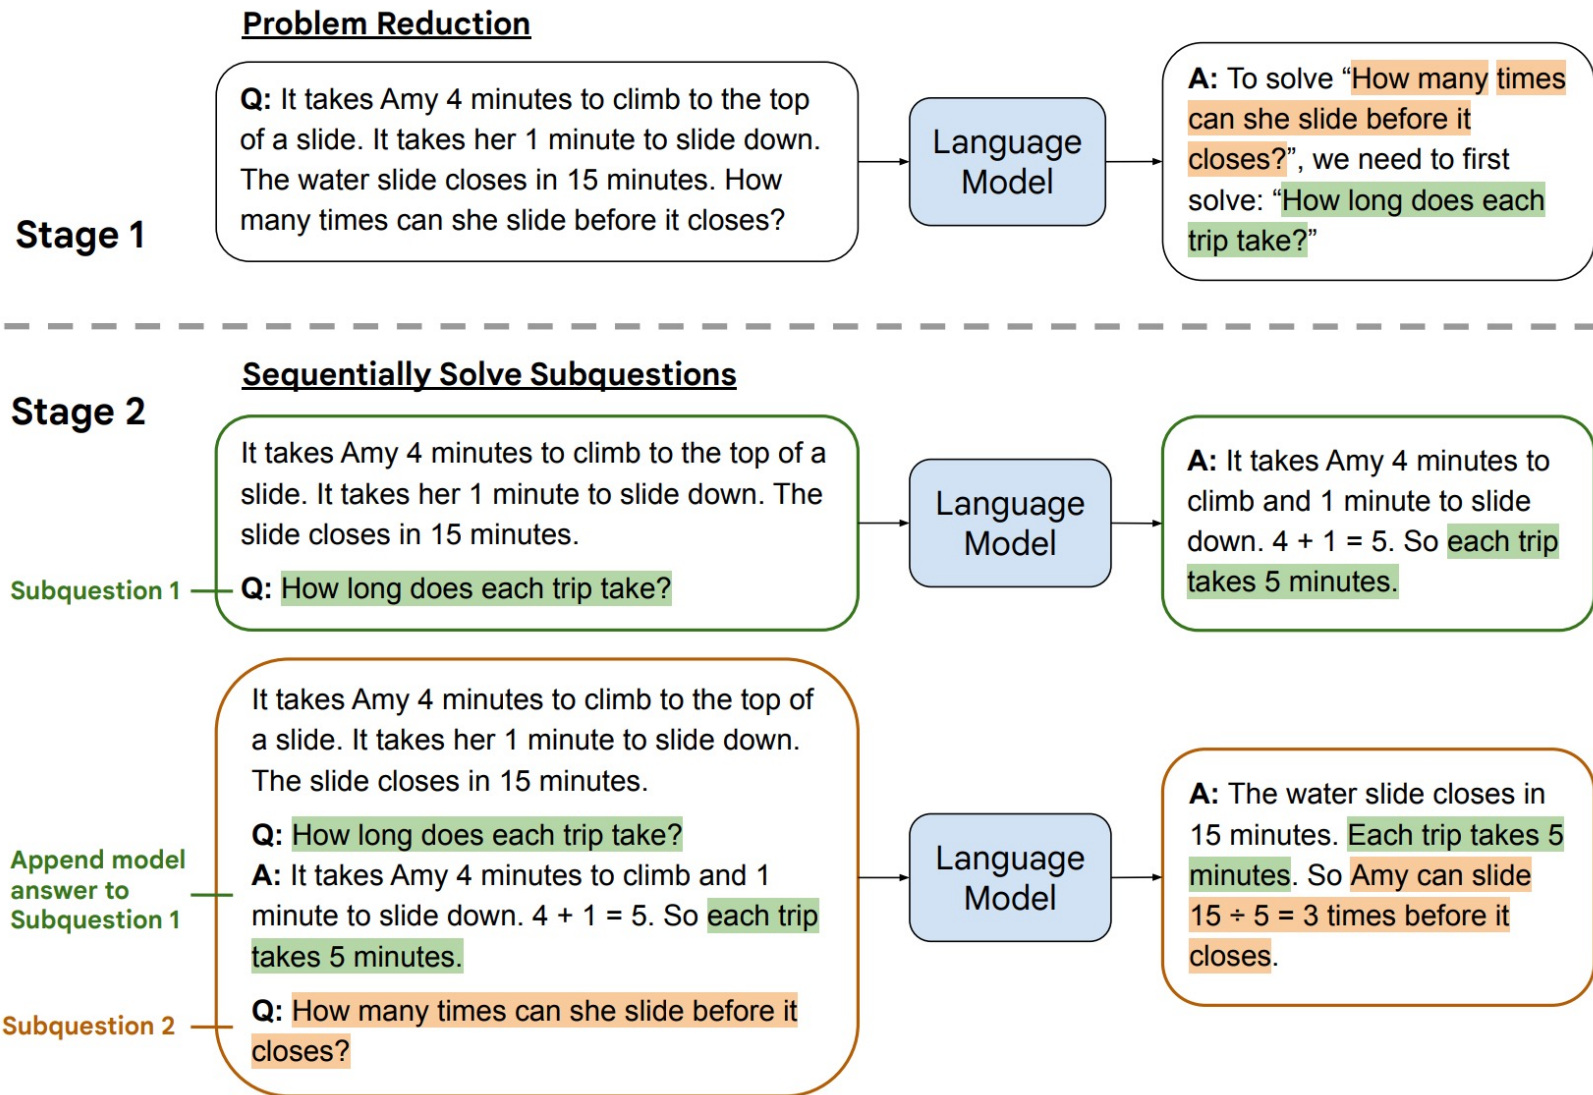 Problem Reduction
Stage 1
Q: It takes Amy 4 minutes to climb to the top
of a slide. It takes her 1 minute to slide down.
The water slide closes in 15 minutes. How
many times can she slide before it closes?
Language
Model
A: To solve “How many times
can she slide before it
closes?”, we need to first
solve: “How long does each
trip take?”
Stage 2
Sequentially Solve Subquestions
It takes Amy 4 minutes to climb to the top of a
slide. It takes her 1 minute to slide down. The
slide closes in 15 minutes.
Subquestion 1
Q: How long does each trip take?
Language
Model
A: It takes Amy 4 minutes to
climb and 1 minute to slide
down. 4 + 1 = 5. So each trip
takes 5 minutes.
It takes Amy 4 minutes to climb to the top of
a slide. It takes her 1 minute to slide down.
The slide closes in 15 minutes.
Append model
answer to
Subquestion 1
Q: How long does each trip take?
A: It takes Amy 4 minutes to climb and 1
minute to slide down. 4 + 1 = 5. So each trip
takes 5 minutes.
Subquestion 2
Q: How many times can she slide before it
closes?
Language
Model
A: The water slide closes in
15 minutes. Each trip takes 5
minutes. So Amy can slide
15 ÷ 5 = 3 times before it
closes.